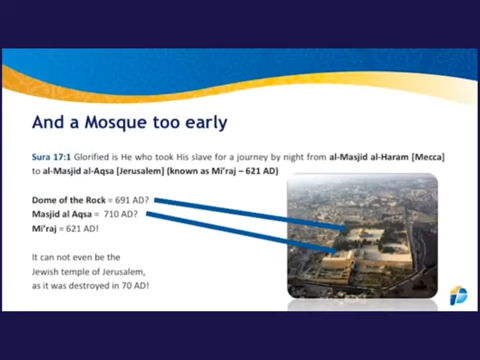 And a Mosque too early
Sura 17:1 Glorified is He who took His slave for a journey by night from al-Masjid al-Haram [Mecca]
to al-Masjid al-Aqsa [Jerusalem] (known as Mi'raj – 621 AD)
Dome of the Rock = 691 AD?
Masjid al Aqsa = 710 AD?
Mi'raj = 621 AD!
It can not even be the
Jewish temple of Jerusalem,
as it was destroyed in 70 AD!